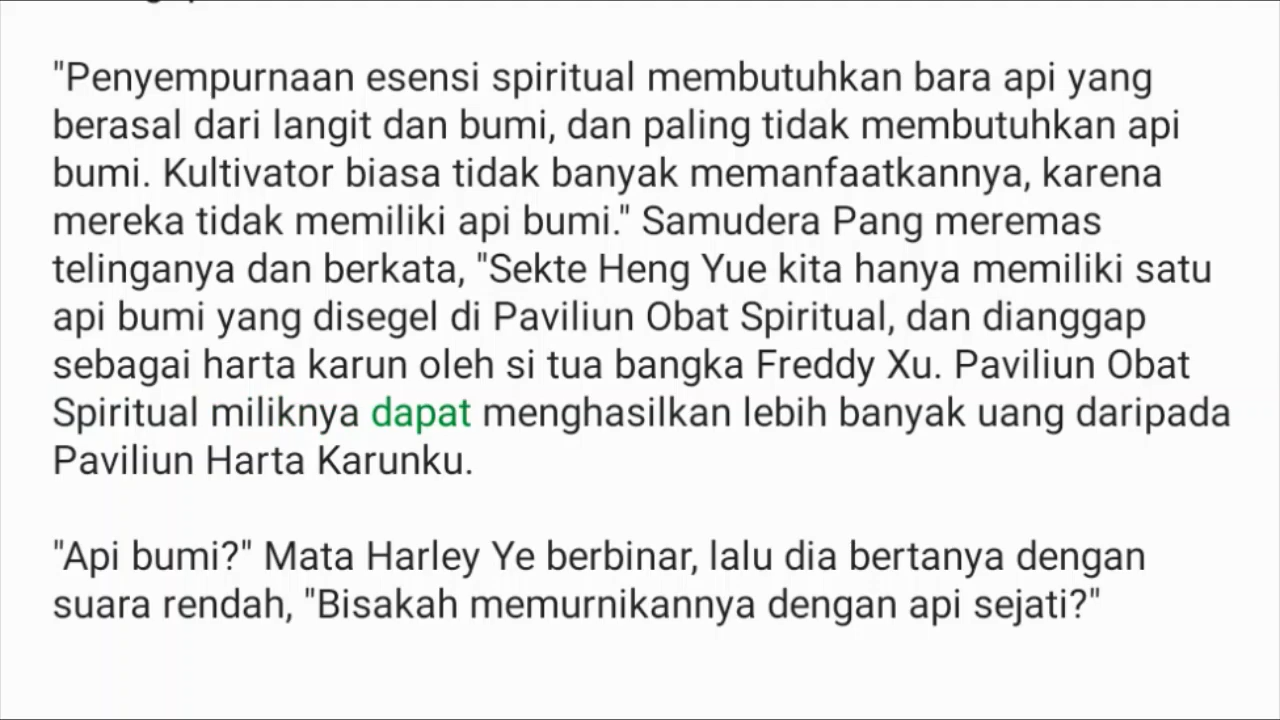 "Penyempurnaan esensi spiritual membutuhkan bara api yang
berasal dari langit dan bumi, dan paling tidak membutuhkan api
bumi. Kultivator biasa tidak banyak memanfaatkannya, karena
mereka tidak memiliki api bumi." Samudera Pang meremas
telinganya dan berkata, "Sekte Heng Yue kita hanya memiliki satu
api bumi yang disegel di Paviliun Obat Spiritual, dan dianggap
sebagai harta karun oleh si tua bangka Freddy Xu. Paviliun Obat
Spiritual miliknya dapat menghasilkan lebih banyak uang daripada
Paviliun Harta Karunku.
"Api bumi?" Mata Harley Ye berbinar, lalu dia bertanya dengan
suara rendah, "Bisakah memurnikannya dengan api sejati?"